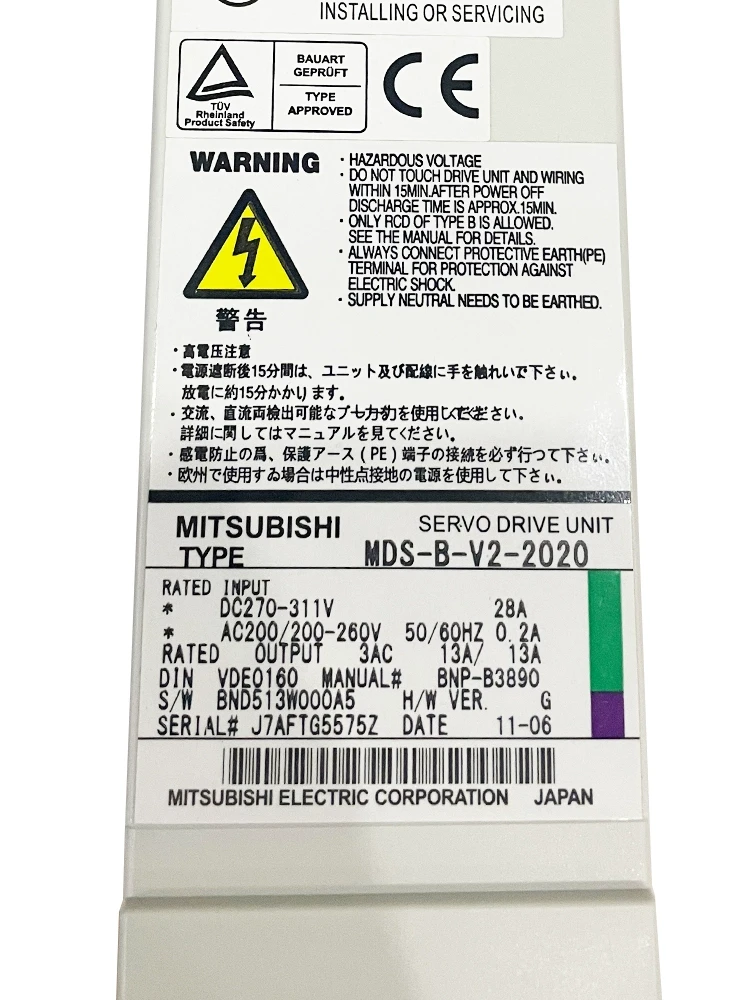 INSTALLING OR SERVICING
TÜV
Rheinland
Product Safety
BAUART
GEPRÜFT
TYPE
APPROVED
CE
WARNING
警告
・HAZARDOUS VOLTAGE
・DO NOT TOUCH DRIVE UNIT AND WIRING
WITHIN 15MIN.AFTER POWER OFF
DISCHARGE TIME IS APPROX.15MIN.
・ONLY RCD OF TYPE B IS ALLOWED.
SEE THE MANUAL FOR DETAILS.
・ALWAYS CONNECT PROTECTIVE EARTH(PE)
TERMINAL FOR PROTECTION AGAINST
ELECTRIC SHOCK.
・SUPPLY NEUTRAL NEEDS TO BE EARTHED.
・高電圧注意
・電源遮断後15分間は、ユニット及び配線に手を触れいで下さい。
放電に約15分かかります。
・交流、直流両検出可能な を使用しください。
詳細に関してはマニュアルを見てください。
・感電防止の爲、保護アース(PE)端子の接続を必ず行つて下さい。
・欧州で使用する場合は中性点接地の電源を使用して下さい。
MITSUBISHI SERVO DRIVE UNIT
TYPE MDS-B-V2-2020
RATED INPUT
* DC270-311V 28A
* AC200/200-260V 50/60HZ 0.2A
RATED OUTPUT 3AC 13A/ 13A
DIN VDE0160 MANUAL# BNP-B3890
S/W BND513W000A5 H/W VER. G
SERIAL# J7AFTG5575Z DATE 11-06
MITSUBISHI ELECTRIC CORPORATION JAPAN